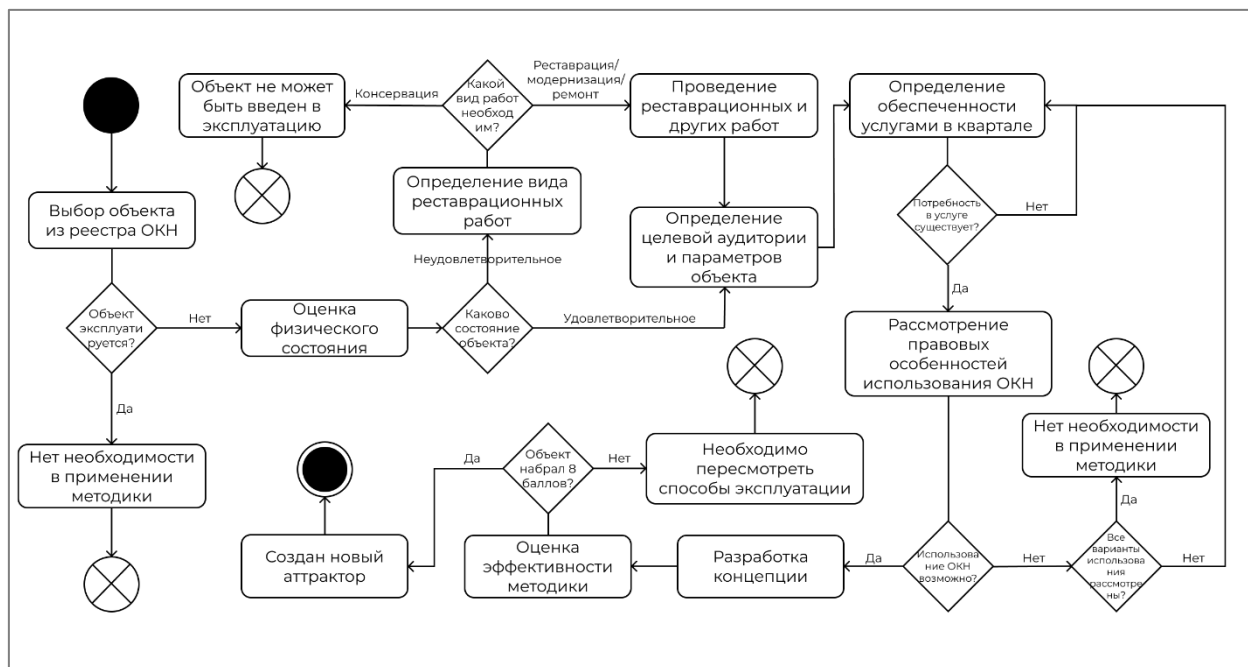 Объект не может
быть введен в
эксплуатацию
Консервация
Какой
вид работ
необход
им?
Реставрация/
модернизация/
ремонт
Проведение
реставрационных и
других работ
Определение
обеспеченности
услугами в квартале
Выбор объекта
из реестра ОКН
Определение вида
реставрационных
работ
Определение
целевой аудитории
и параметров
объекта
Потребность
в услуге
существует?
Нет
Неудовлетворительное
Да
Объект
эксплуати
руется?
Нет
Оценка
физического
состояния
Каково
состояние
объекта?
Удовлетворительное
Рассмотрение
правовых
особенностей
использования ОКН
Да
Нет необходимости
в применении
методики
Да
Объект
набрал 8
баллов?
Нет
Необходимо
пересмотреть
способы эксплуатации
Нет необходимости
в применении
методики
Да
Создан новый
аттрактор
Оценка
эффективности
методики
Разработка
концепции
Да
Использова
ние ОКН
возможно?
Нет
Все
варианты
использова
ния
рассмотре
ны?
Нет